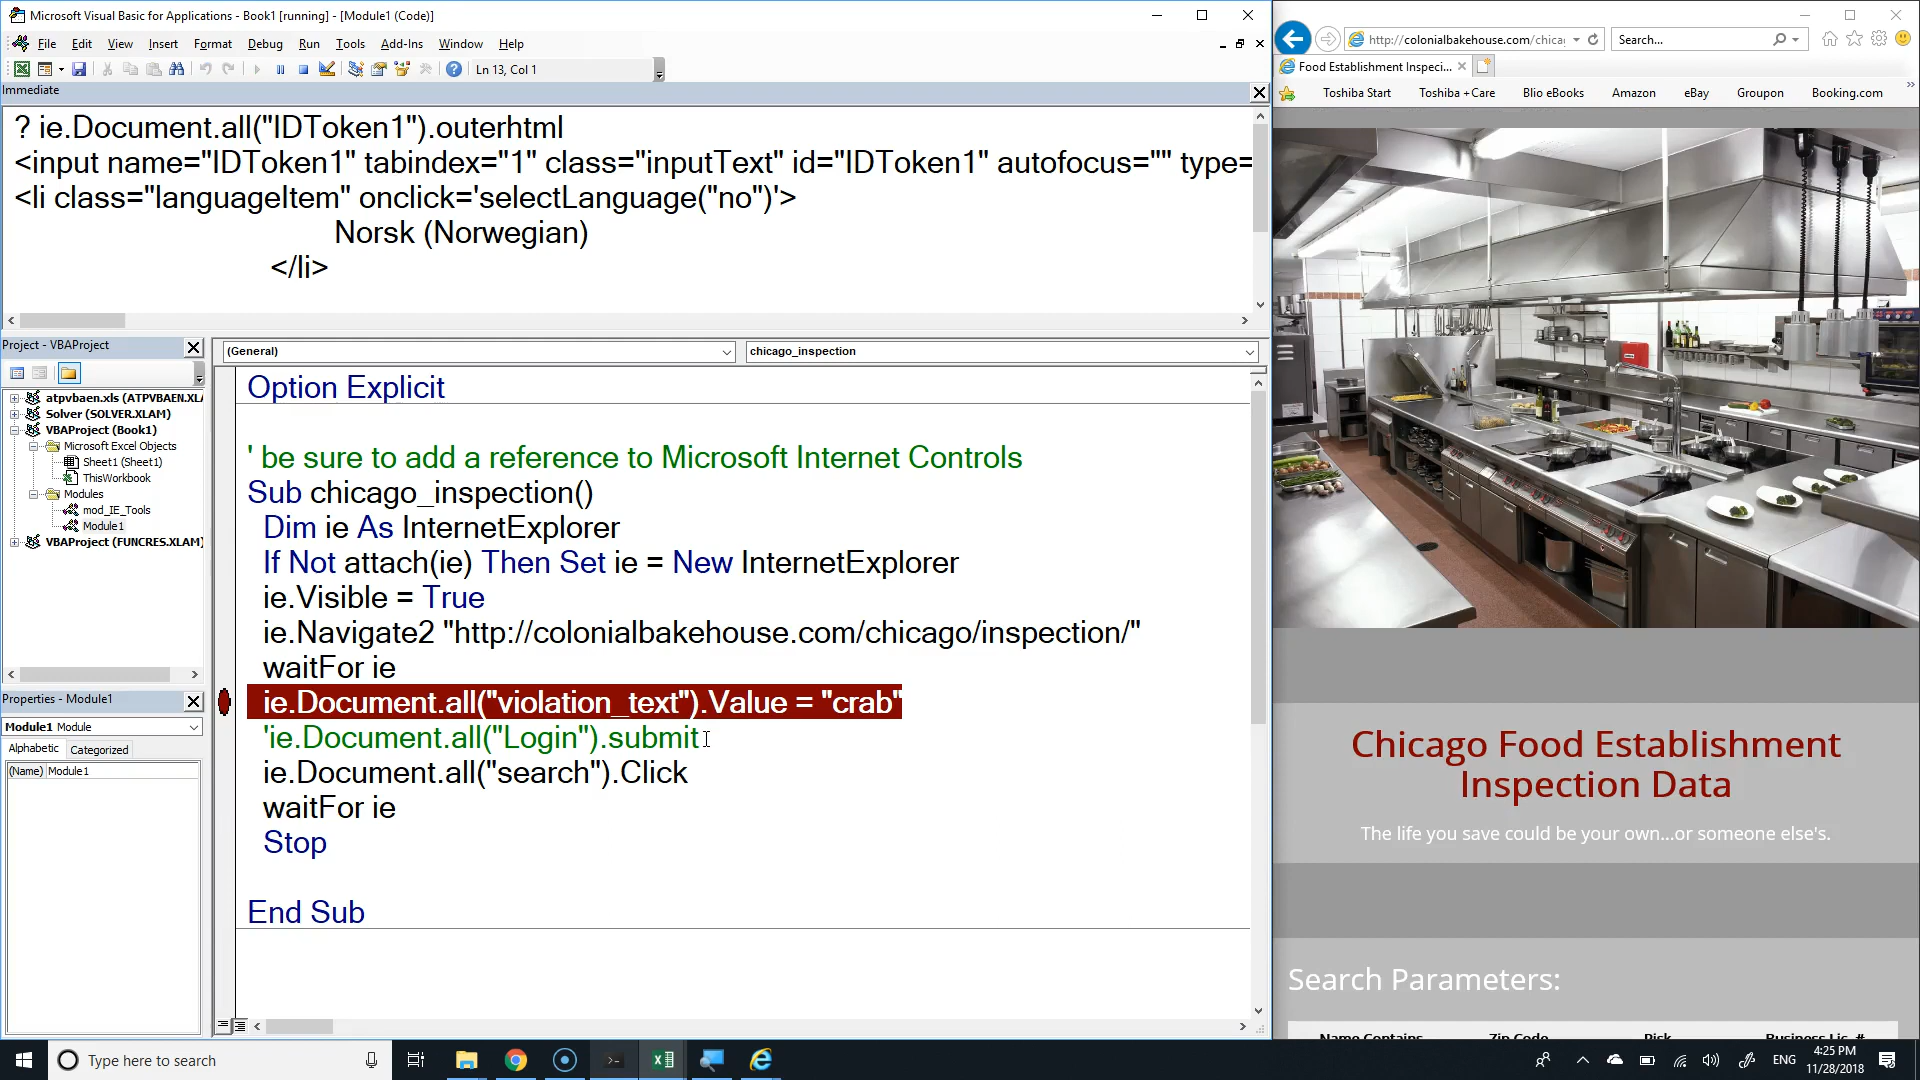 Microsoft Visual Basic for Applications - Book1 [running] - [Module1 (Code)]
File Edit View Insert Format Debug Run Tools Add-Ins Window Help
Ln 13, Col 1
Immediate
? ie.Document.all("IDToken1").outerhtml
<input name="IDToken1" tabindex="1" class="inputText" id="IDToken1" autofocus="" type=
<li class="languageItem" onclick='selectLanguage("no")'>
Norsk (Norwegian)
</li>
Project - VBAProject
atpvbaen.xls (ATPVBAEN.XLA
Solver (SOLVER.XLAM)
VBAProject (Book1)
Microsoft Excel Objects
Sheet1 (Sheet1)
ThisWorkbook
Modules
mod_IE_Tools
Module1
VBAProject (FUNCRES.XLAM)
Properties - Module1
Module1 Module
Alphabetic Categorized
(Name) Module1
(General) chicago_inspection
Option Explicit
' be sure to add a reference to Microsoft Internet Controls
Sub chicago_inspection()
Dim ie As InternetExplorer
If Not attach(ie) Then Set ie = New InternetExplorer
ie.Visible = True
ie.Navigate2 "http://colonialbakehouse.com/chicago/inspection/"
waitFor ie
ie.Document.all("violation_text").Value = "crab"
'ie.Document.all("Login").submit
ie.Document.all("search").Click
waitFor ie
Stop
End Sub
http://colonialbakehouse.com/chica
Search...
Food Establishment Inspeci...
Toshiba Start Toshiba + Care Blio eBooks Amazon eBay Groupon Booking.com
Chicago Food Establishment
Inspection Data
The life you save could be your own...or someone else's.
Search Parameters:
Name Contains Zip Code Risk Business Lic. #
Type here to search
ENG
4:25 PM
11/28/2018